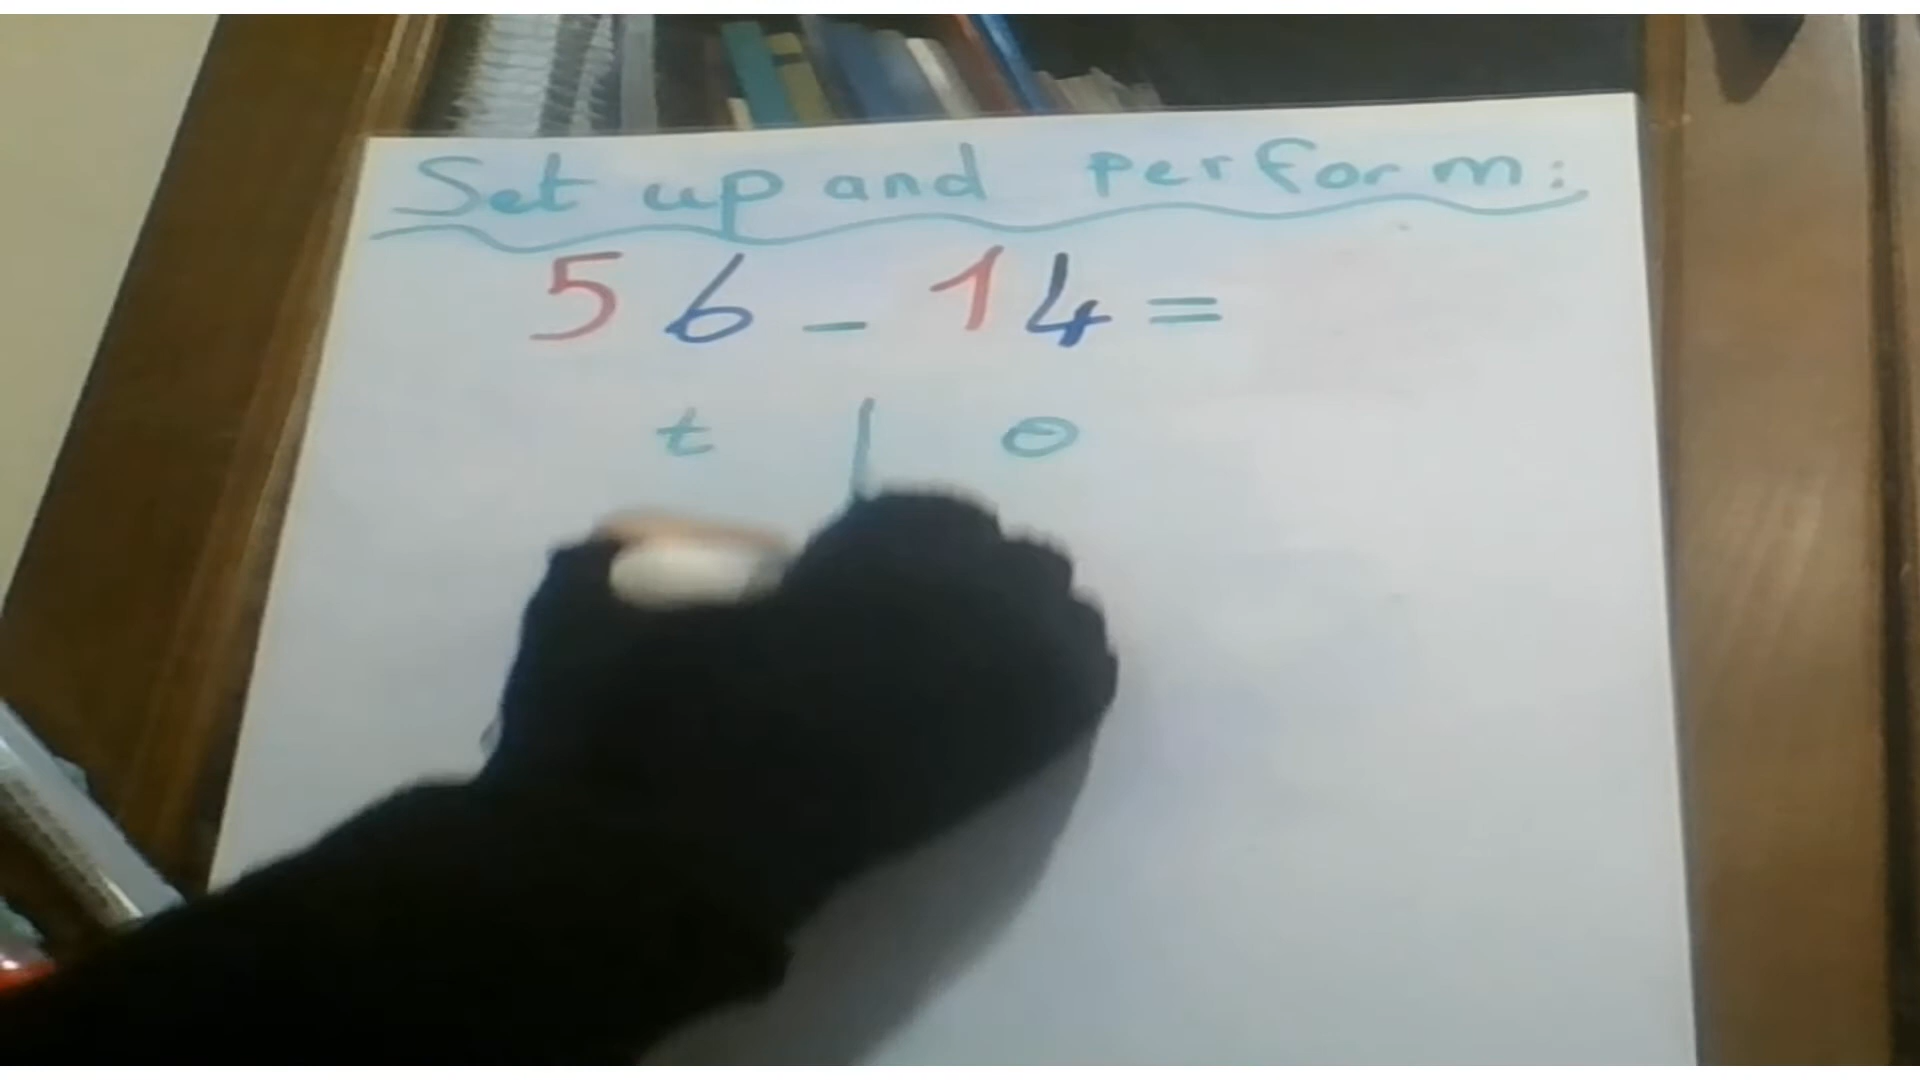 Set up and perform:
56 - 14 =
t | o